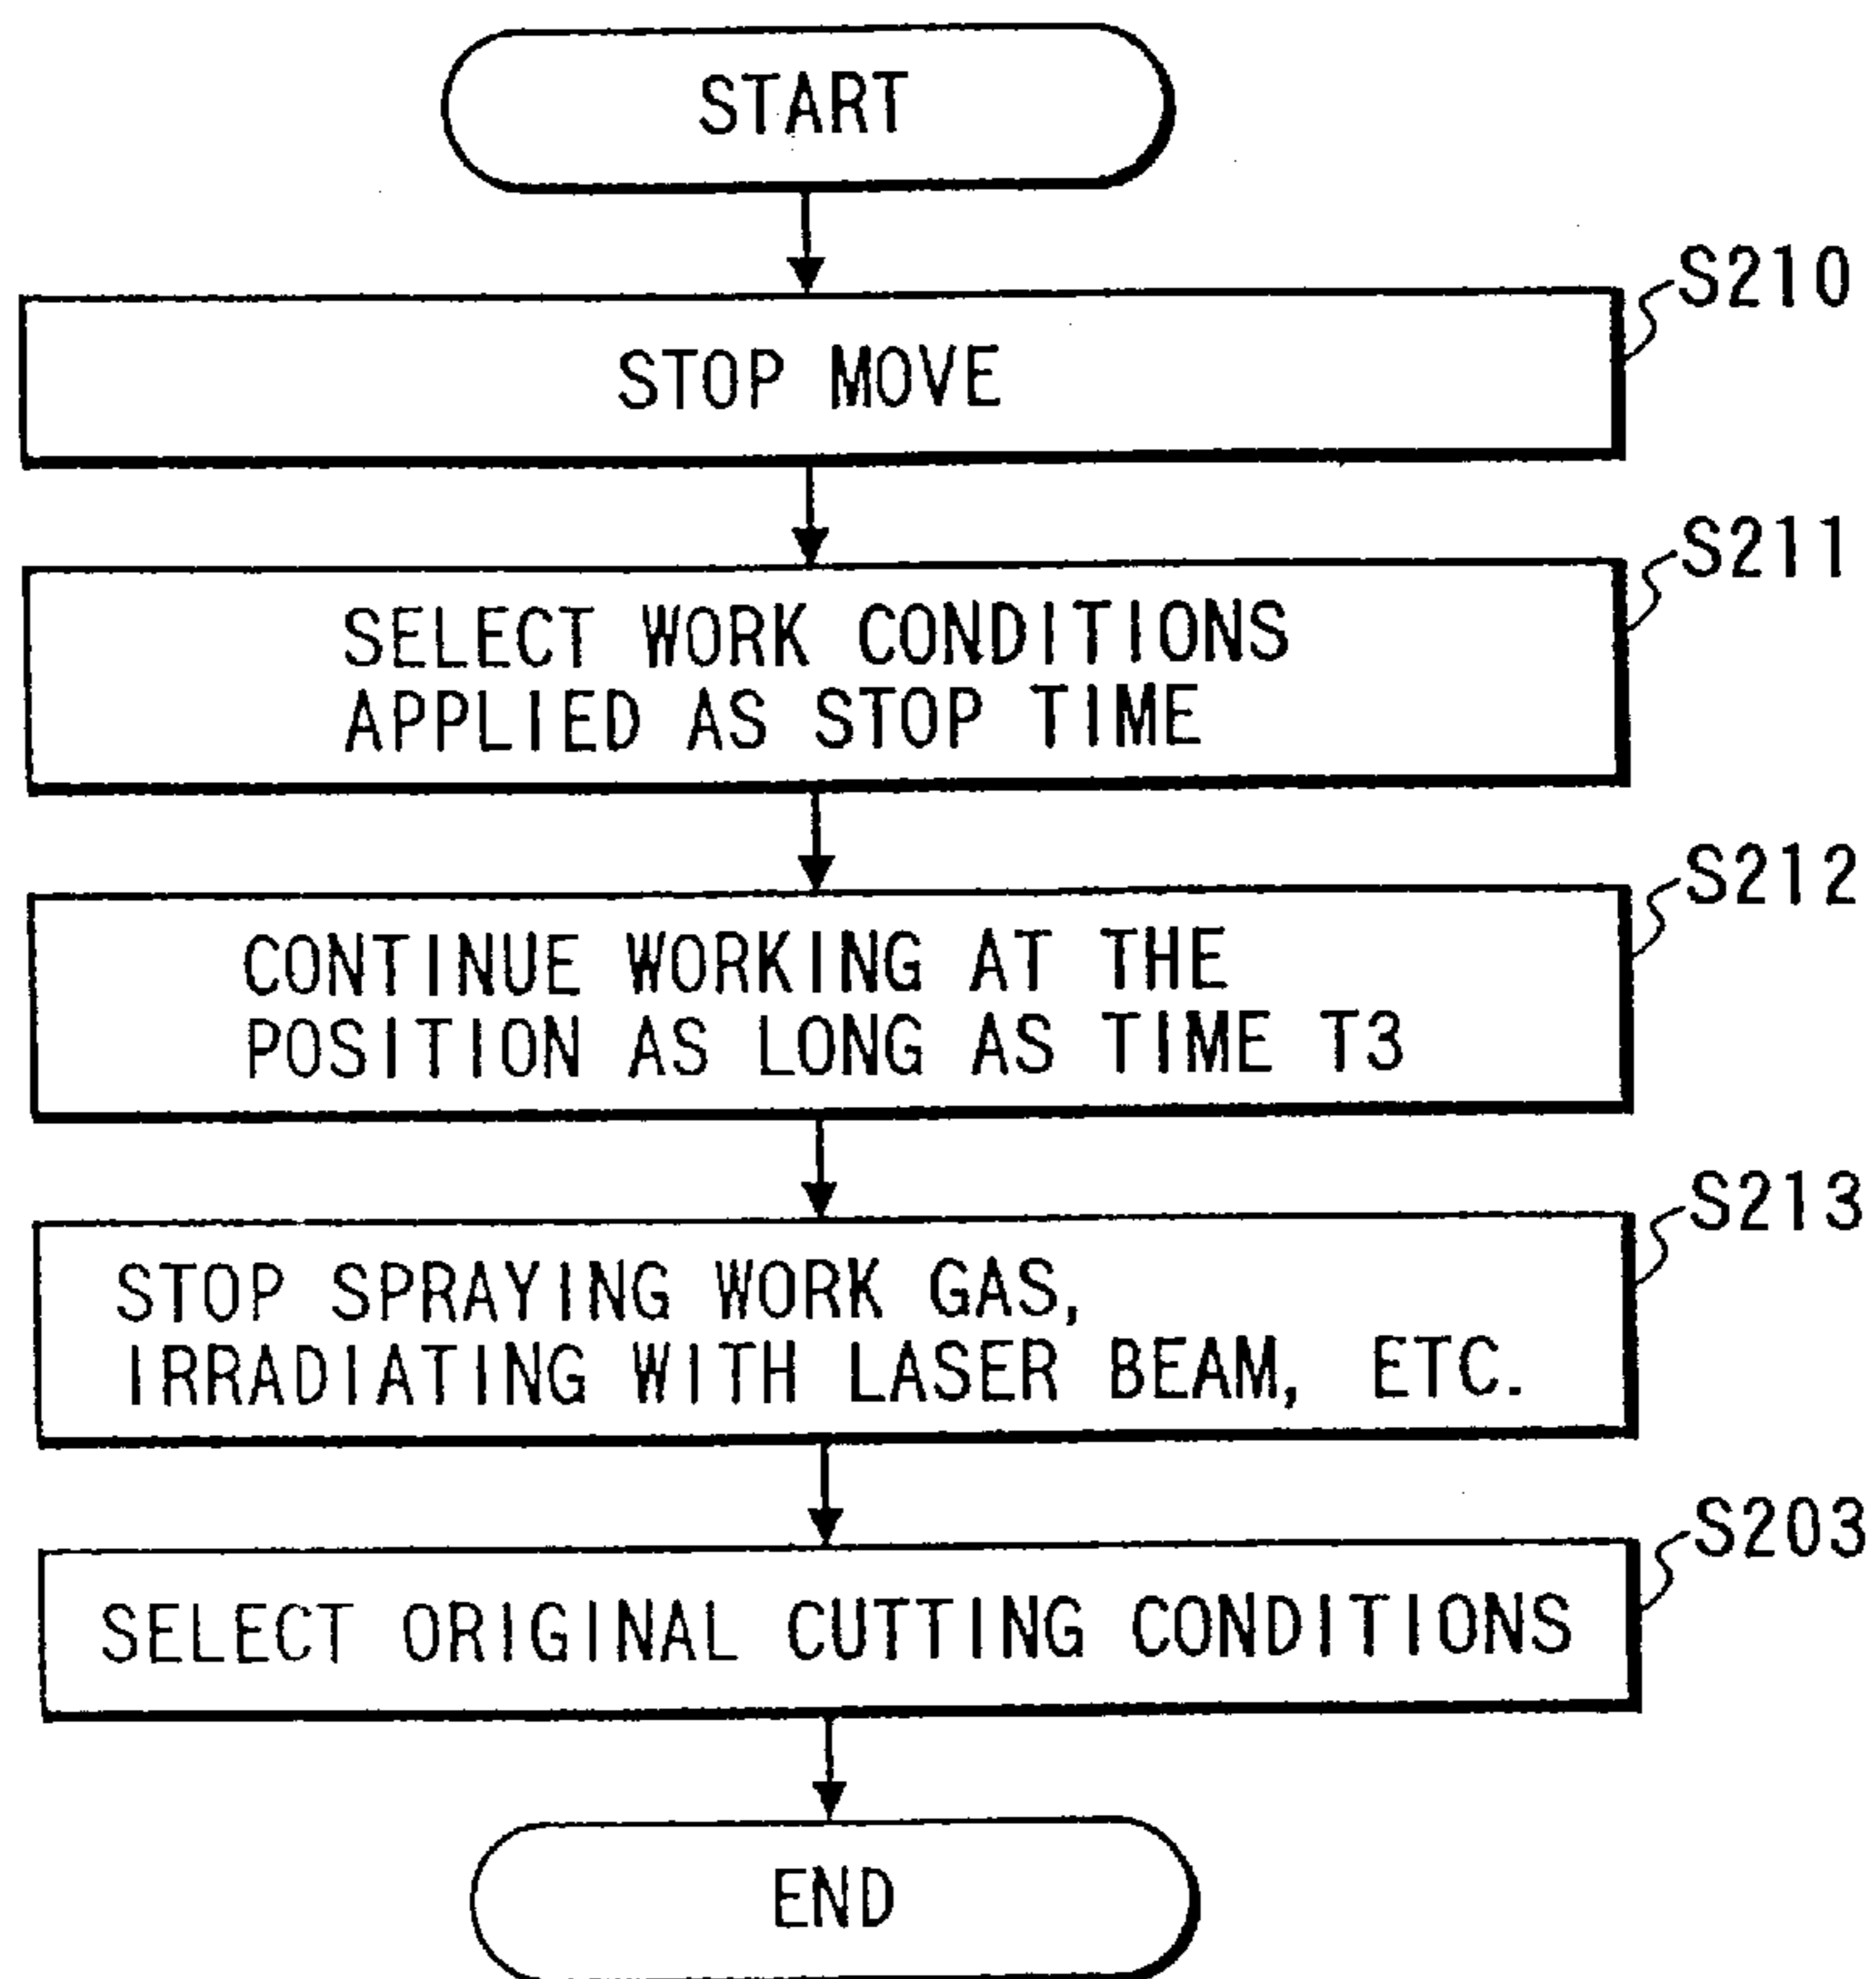 START
S210
STOP MOVE
S211
SELECT WORK CONDITIONS
APPLIED AS STOP TIME
S212
CONTINUE WORKING AT THE
POSITION AS LONG AS TIME T3
S213
STOP SPRAYING WORK GAS,
IRRADIATING WITH LASER BEAM, ETC.
S203
SELECT ORIGINAL CUTTING CONDITIONS
END